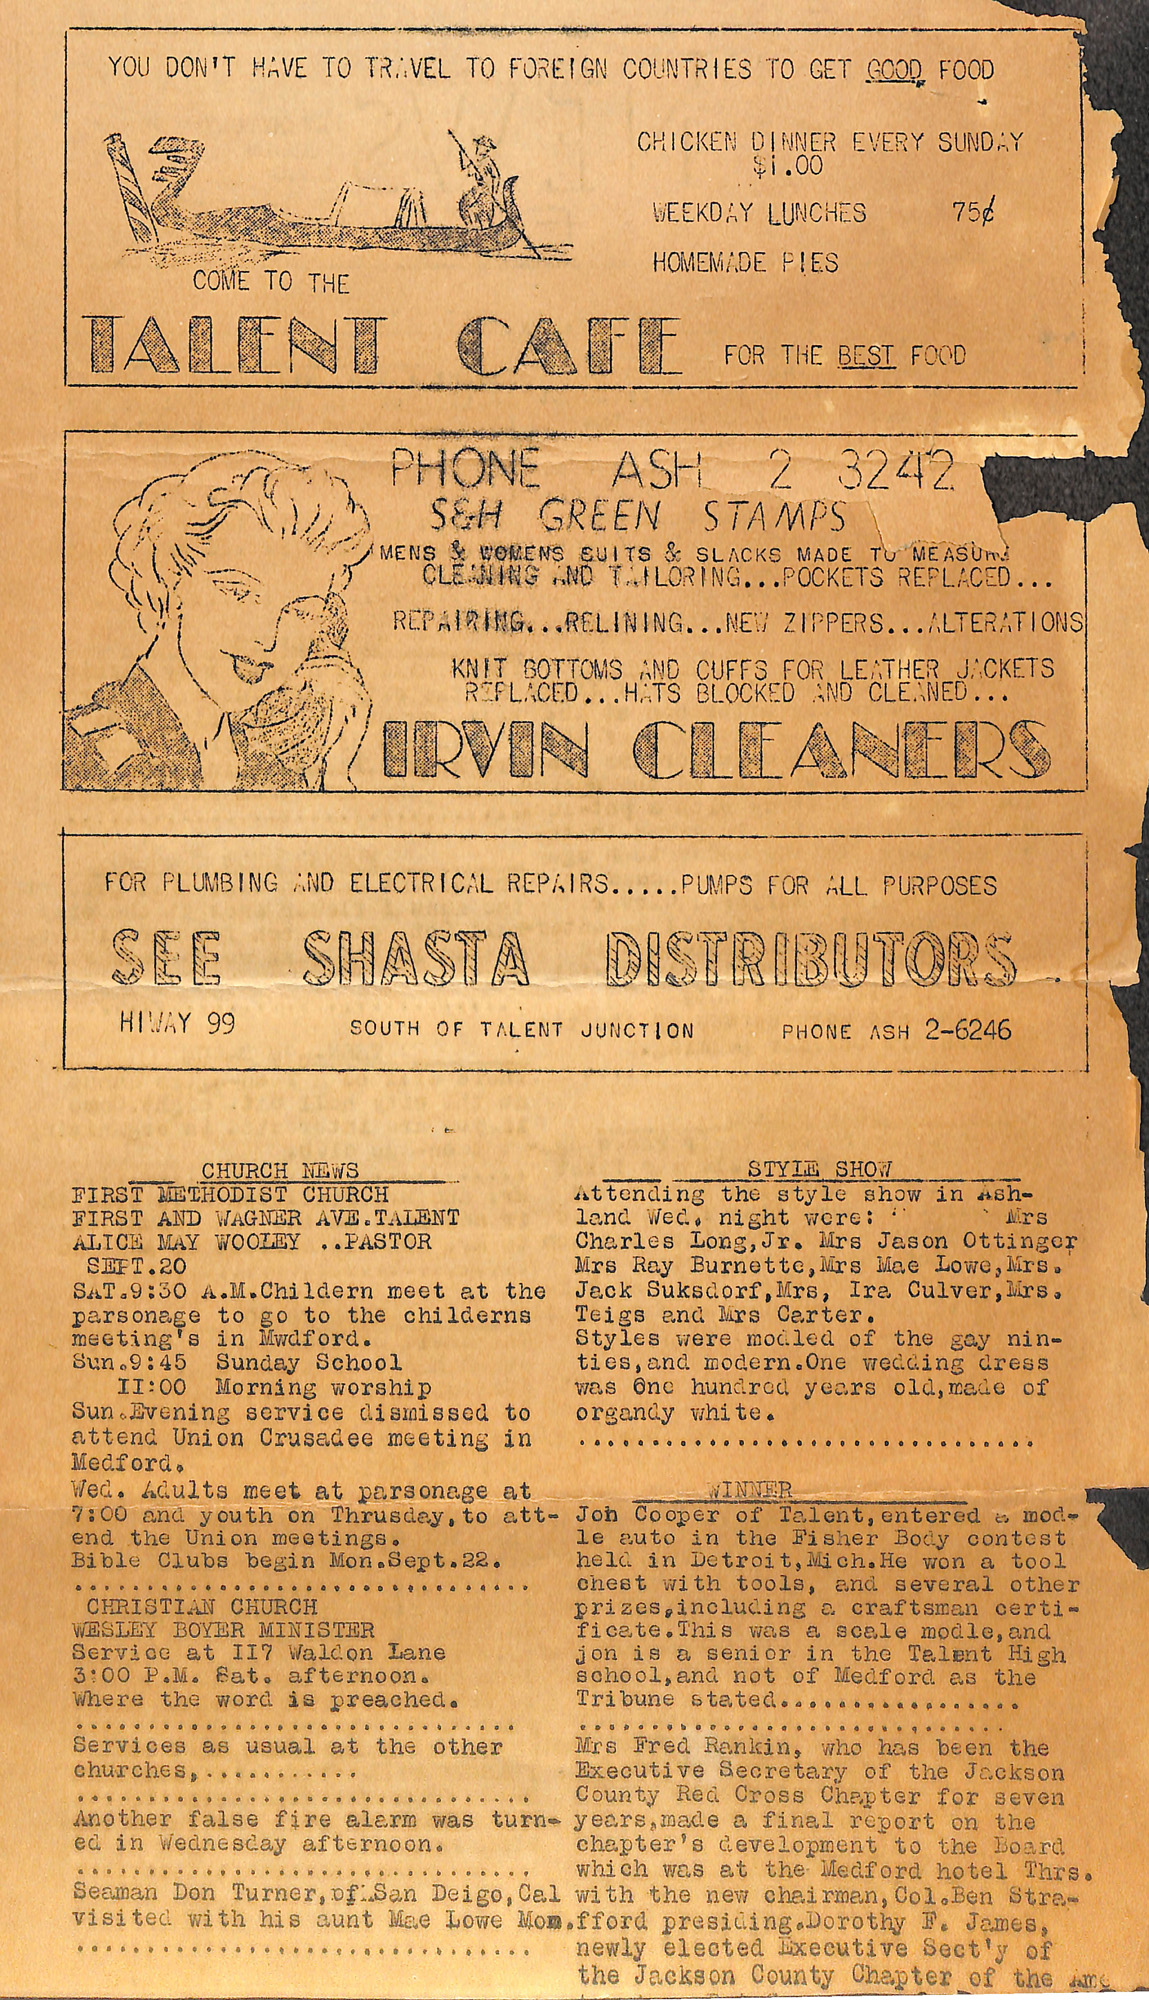 YOU DON'T HAVE TO TRAVEL TO FOREIGN COUNTRIES TO GET GOOD FOOD
CHICKEN DINNER EVERY SUNDAY
$1.00
WEEKDAY LUNCHES 75¢
HOMEMADE PIES
COME TO THE
TALENT CAFE FOR THE BEST FOOD
PHONE ASH 2 3242
S&H GREEN STAMPS
MENS & WOMENS SUITS & SLACKS MADE TO MEASURE
CLEANING AND TAILORING...POCKETS REPLACED...
REPAIRING...RELINING...NEW ZIPPERS...ALTERATIONS
KNIT BOTTOMS AND CUFFS FOR LEATHER JACKETS
REPLACED...HATS BLOCKED AND CLEANED...
IRVIN CLEANERS
FOR PLUMBING AND ELECTRICAL REPAIRS.....PUMPS FOR ALL PURPOSES
SEE SHASTA DISTRIBUTORS
HIWAY 99 SOUTH OF TALENT JUNCTION PHONE ASH 2-6246
CHURCH NEWS
FIRST METHODIST CHURCH
FIRST AND WAGNER AVE.TALENT
ALICE MAY WOOLEY ..PASTOR
SEPT.20
SAT.9:30 A.M.Childern meet at the
parsonage to go to the childerns
meeting's in Mwdford.
Sun.9:45 Sunday School
II:00 Morning worship
Sun.Evening service dismissed to
attend Union Crusadee meeting in
Medford.
Wed. Adults meet at parsonage at
7:00 and youth on Thrusday,to att-
end the Union meetings.
Bible Clubs begin Mon.Sept.22.
................................
CHRISTIAN CHURCH
WESLEY BOYER MINISTER
Service at II7 Waldon Lane
3:00 P.M. Sat. afternoon.
Where the word is preached.
...............................
Services as usual at the other
churches,...........
................................
Another false fire alarm was turn-
ed in Wednesday afternoon.
................................
Seaman Don Turner,of San Deigo,Cal
visited with his aunt Mae Lowe Mon.
................................
STYLE SHOW
Attending the style show in Ash-
land Wed. night were: Mrs
Charles Long,Jr. Mrs Jason Ottinger
Mrs Ray Burnette,Mrs Mae Lowe,Mrs.
Jack Suksdorf,Mrs, Ira Culver,Mrs.
Teigs and Mrs Carter.
Styles were modled of the gay nin-
ties,and modern.One wedding dress
was One hundred years old,made of
organdy white.
................................
WINNER
Jon Cooper of Talent,entered a mod-
le auto in the Fisher Body contest
held in Detroit,Mich.He won a tool
chest with tools, and several other
prizes,including a craftsman certi-
ficate.This was a scale modle,and
jon is a senior in the Talent High
school,and not of Medford as the
Tribune stated.................
..............................
Mrs Fred Rankin, who has been the
Executive Secretary of the Jackson
County Red Cross Chapter for seven
years,made a final report on the
chapter's development to the Board
which was at the Medford hotel Thrs.
with the new chairman,Col.Ben Stra-
fford presiding.Dorothy F. James,
newly elected Executive Sect'y of
the Jackson County Chapter of the Ame